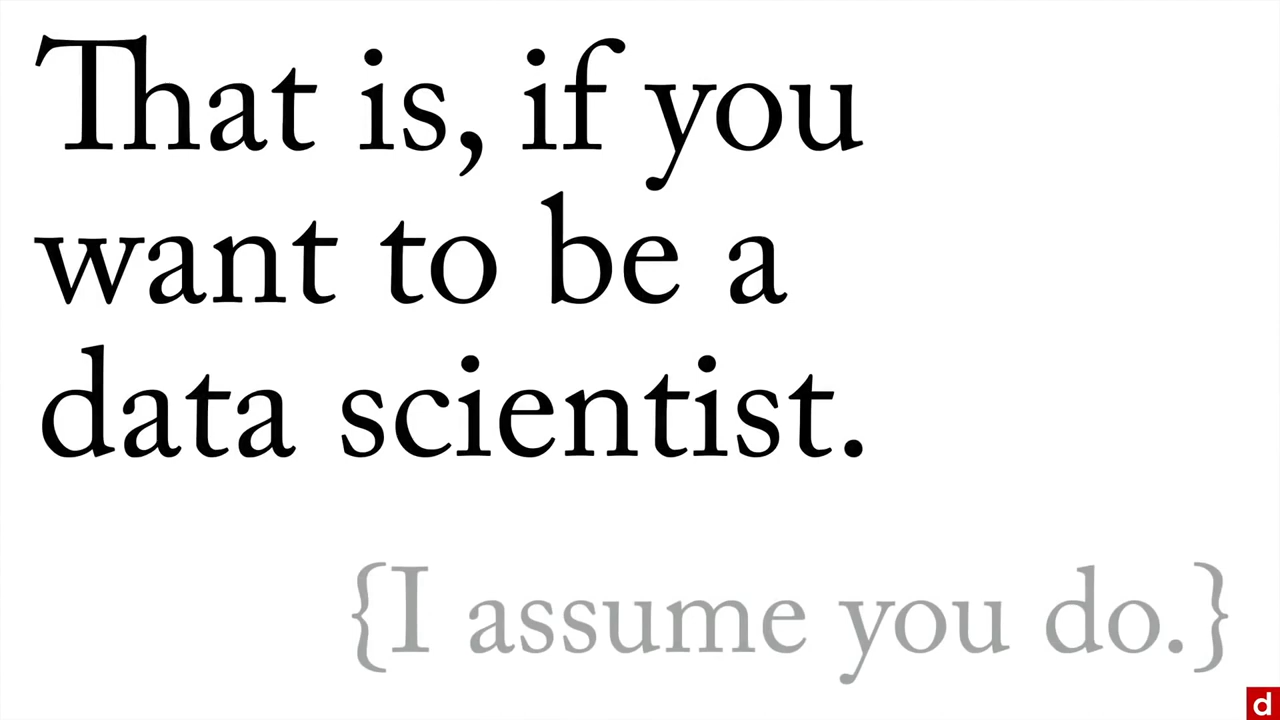 That is, if you
want to be a
data scientist.
{I assume you do.}
d